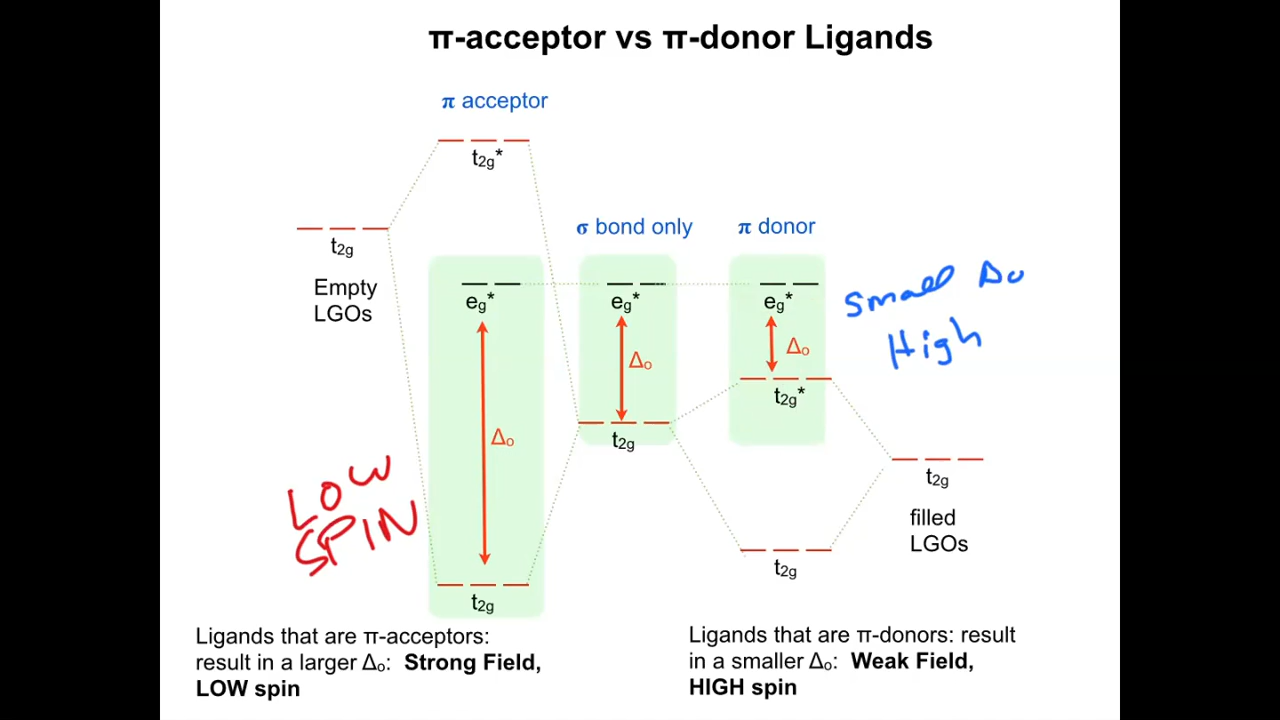 π-acceptor vs π-donor Ligands
π acceptor
t2g*
t2g
Empty
LGOs
σ bond only
π donor
eg*
eg*
eg*
Small Δo
High
Δo
Δo
Δo
t2g*
t2g
LOW
SPIN
t2g
filled
LGOs
t2g
t2g
Ligands that are π-acceptors:
result in a larger Δo: Strong Field,
LOW spin
Ligands that are π-donors: result
in a smaller Δo: Weak Field,
HIGH spin